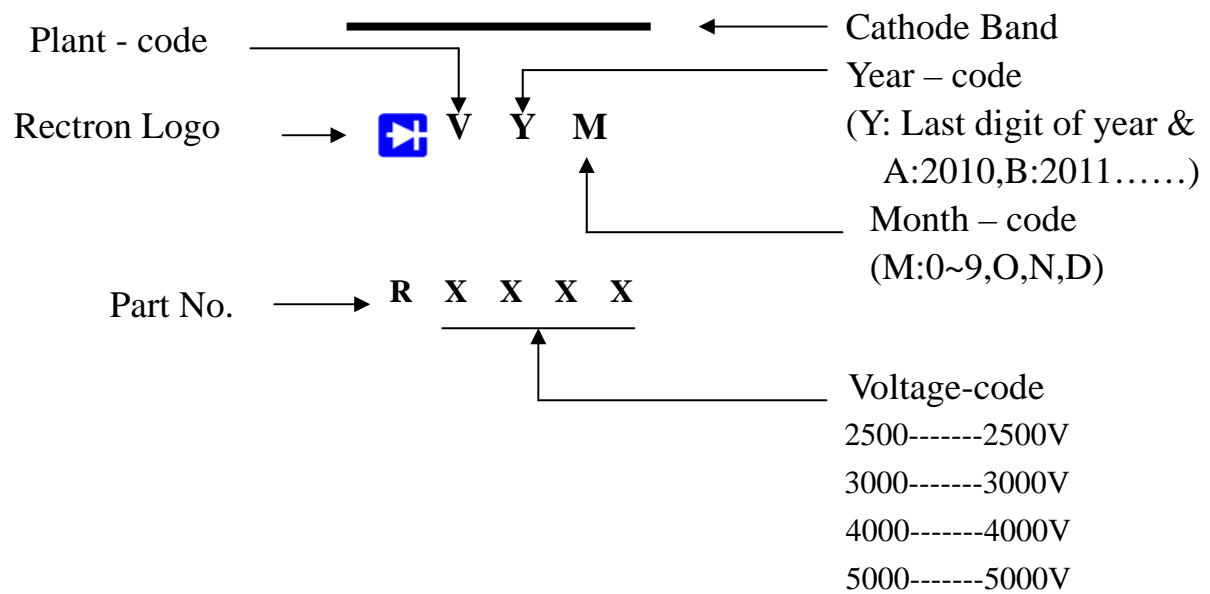 Plant - code
Cathode Band
Year – code
(Y: Last digit of year &
A:2010,B:2011……)
Rectron Logo
V Y M
Month – code
(M:0~9,O,N,D)
Part No.
R X X X X
Voltage-code
2500-------2500V
3000-------3000V
4000-------4000V
5000-------5000V